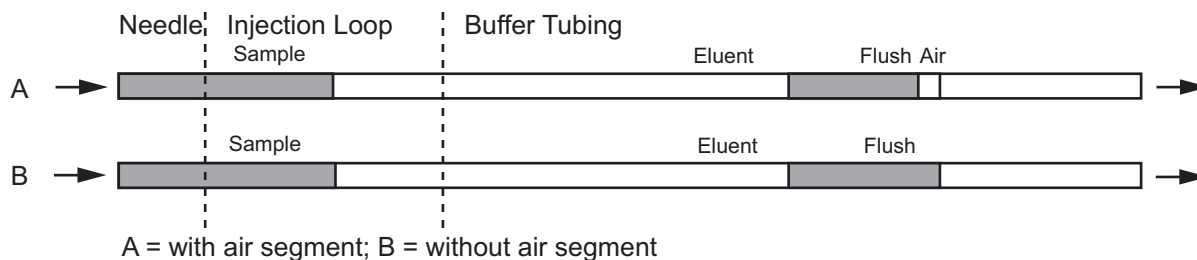 Needle Injection Loop Buffer Tubing
Sample Eluent Flush Air
A
Sample Eluent Flush
B
A = with air segment; B = without air segment